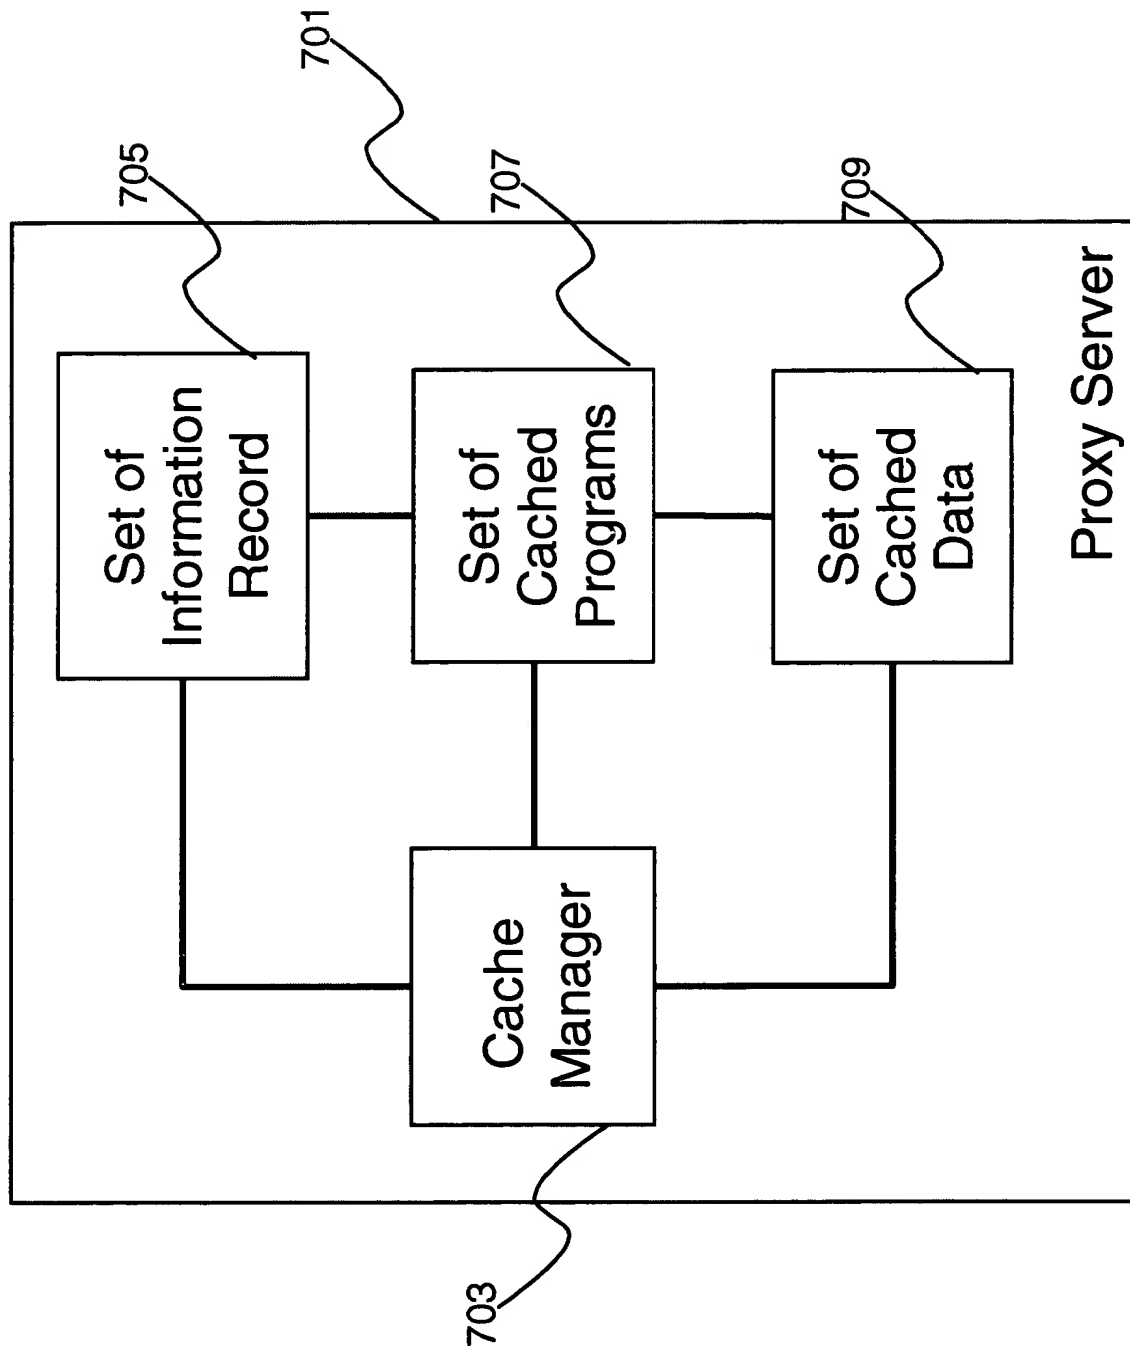 701
705
Set of
Information
Record
707
Set of
Cached
Programs
709
Set of
Cached
Data
Cache
Manager
703
Proxy Server